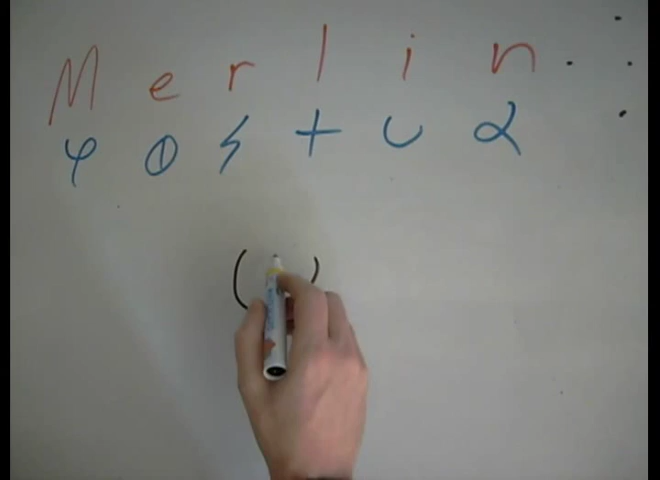 Merlin
φ ⏀ ϟ + ∪ α
( )